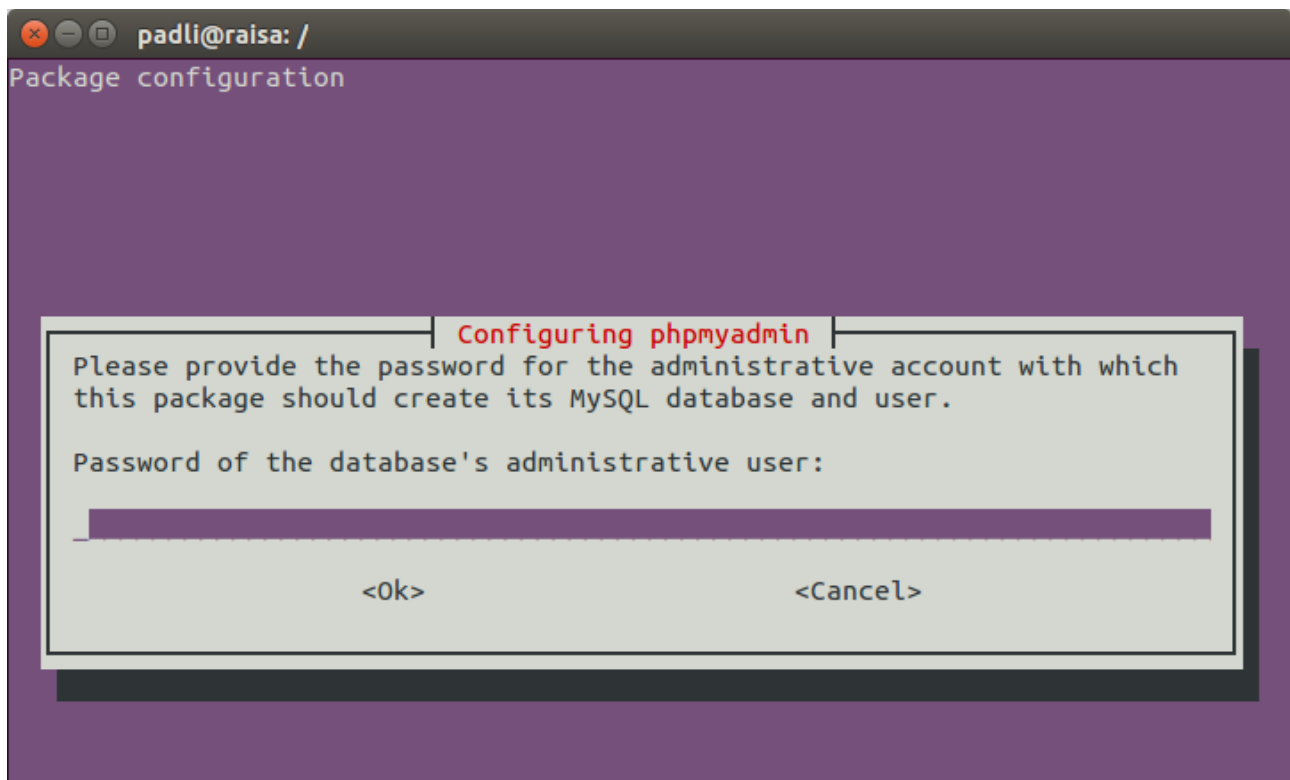 padli@raisa: /
Package configuration
Configuring phpmyadmin
Please provide the password for the administrative account with which
this package should create its MySQL database and user.
Password of the database's administrative user:
<Ok> <Cancel>